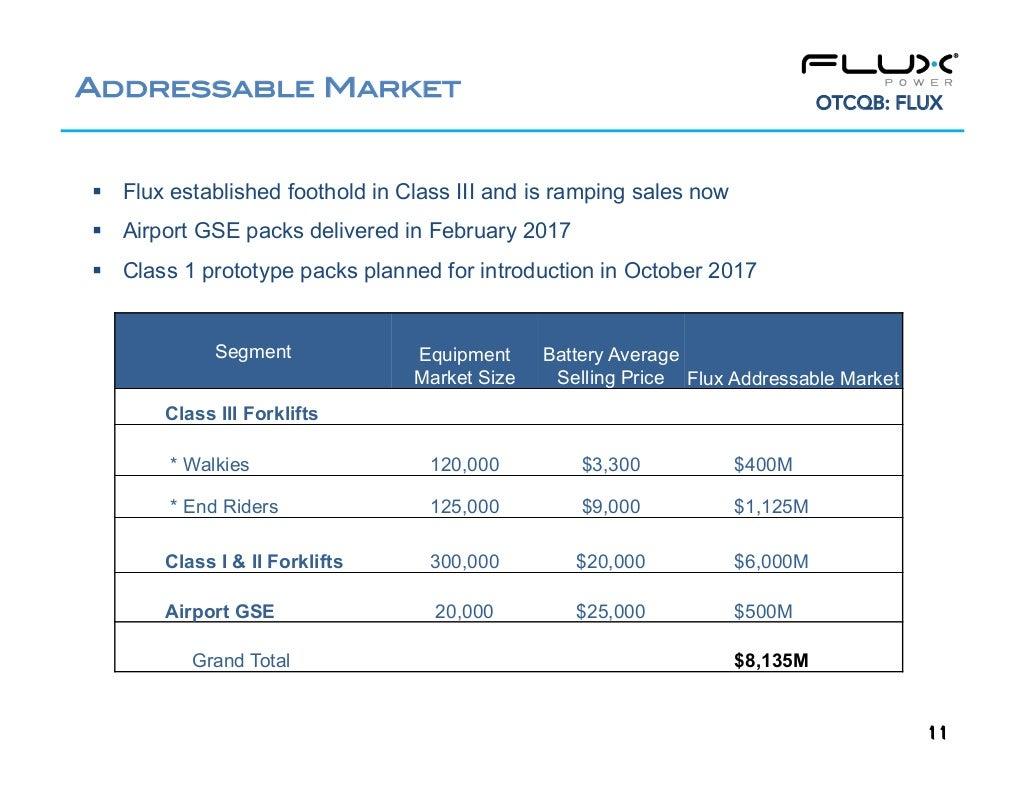 ADDRESSABLE MARKET
FLUX®
POWER
OTCQB: FLUX
▪ Flux established foothold in Class III and is ramping sales now
▪ Airport GSE packs delivered in February 2017
▪ Class 1 prototype packs planned for introduction in October 2017
Segment Equipment Market Size Battery Average Selling Price Flux Addressable Market
Class III Forklifts
* Walkies 120,000 $3,300 $400M
* End Riders 125,000 $9,000 $1,125M
Class I & II Forklifts 300,000 $20,000 $6,000M
Airport GSE 20,000 $25,000 $500M
Grand Total $8,135M
11